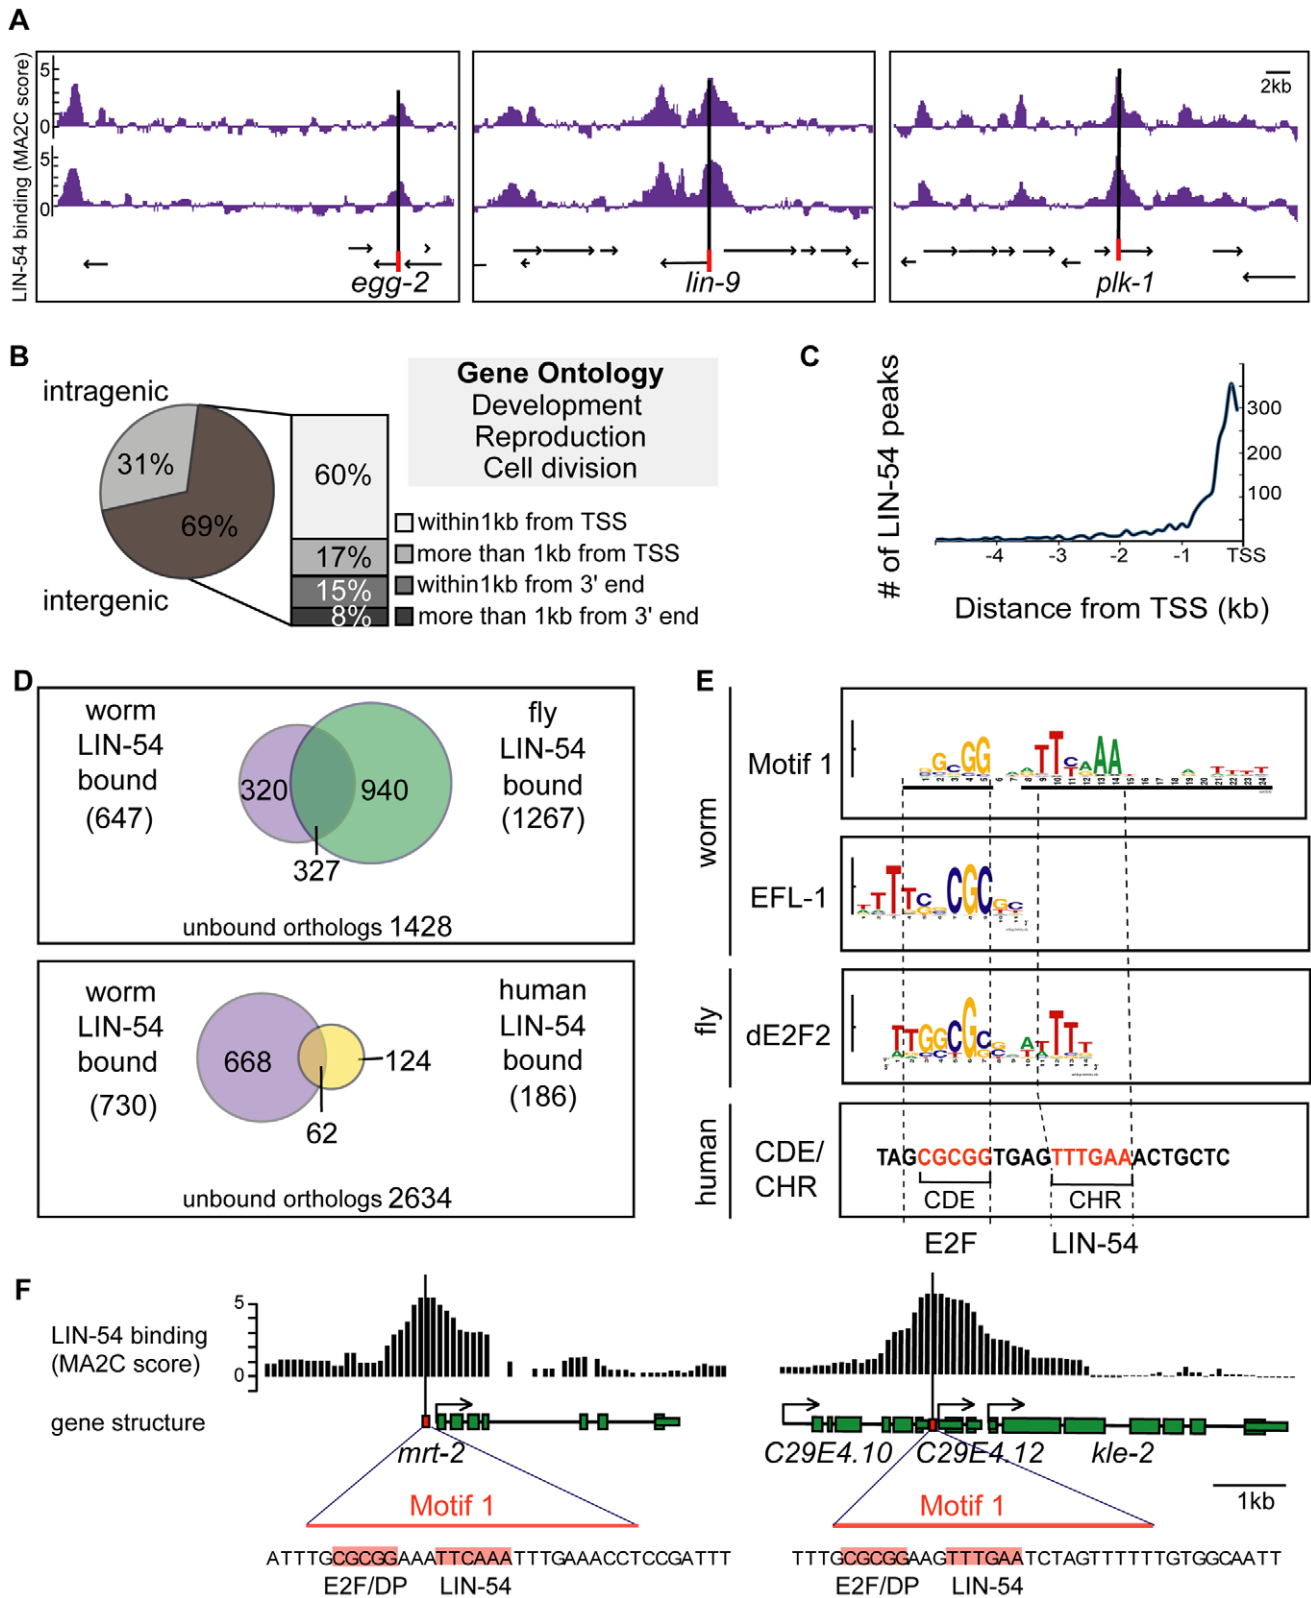 A
LIN-54 binding (MA2C score)
5
0
5
0
2kb
egg-2
lin-9
plk-1
B
intragenic
31%
69%
intergenic
60%
17%
15%
8%
Gene Ontology
Development
Reproduction
Cell division
within1kb from TSS
more than 1kb from TSS
within1kb from 3' end
more than 1kb from 3' end
C
# of LIN-54 peaks
300
200
100
-4
-3
-2
-1
TSS
Distance from TSS (kb)
D
worm
LIN-54
bound
(647)
320
940
327
fly
LIN-54
bound
(1267)
unbound orthologs 1428
worm
LIN-54
bound
(730)
668
124
62
human
LIN-54
bound
(186)
unbound orthologs 2634
E
worm
Motif 1
EFL-1
fly
dE2F2
human
CDE/
CHR
TAGCGCGGTGAGTTTGAAACTGCTC
CDE
CHR
E2F
LIN-54
F
LIN-54 binding
(MA2C score)
5
0
gene structure
mrt-2
C29E4.10
C29E4.12
kle-2
1kb
Motif 1
Motif 1
ATTTGCGCGGAAATTCAAATTTGAAACCTCCGATTT
E2F/DP
LIN-54
TTTGCGCGGAAGTTTGAATCTAGTTTTTTGTGGCAATT
E2F/DP
LIN-54